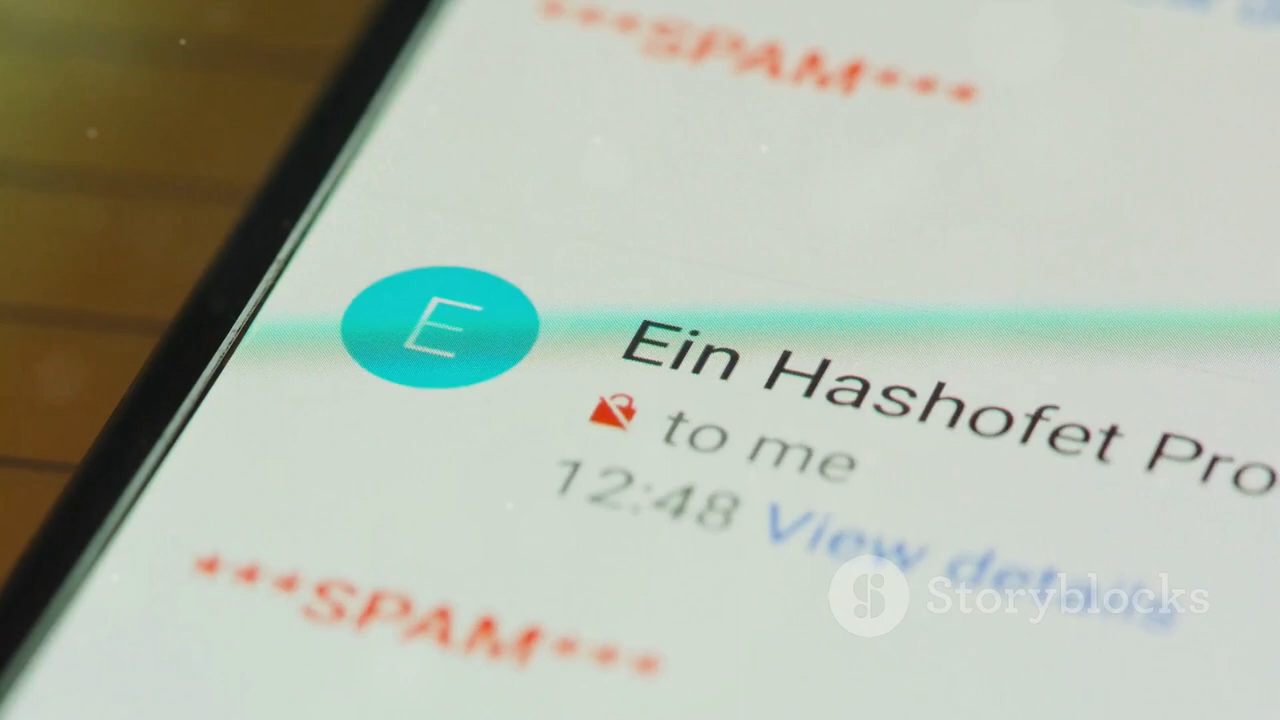 ***SPAM***
E
Ein Hashofet Pro
to me
12:48 View details
***SPAM***
Storyblocks